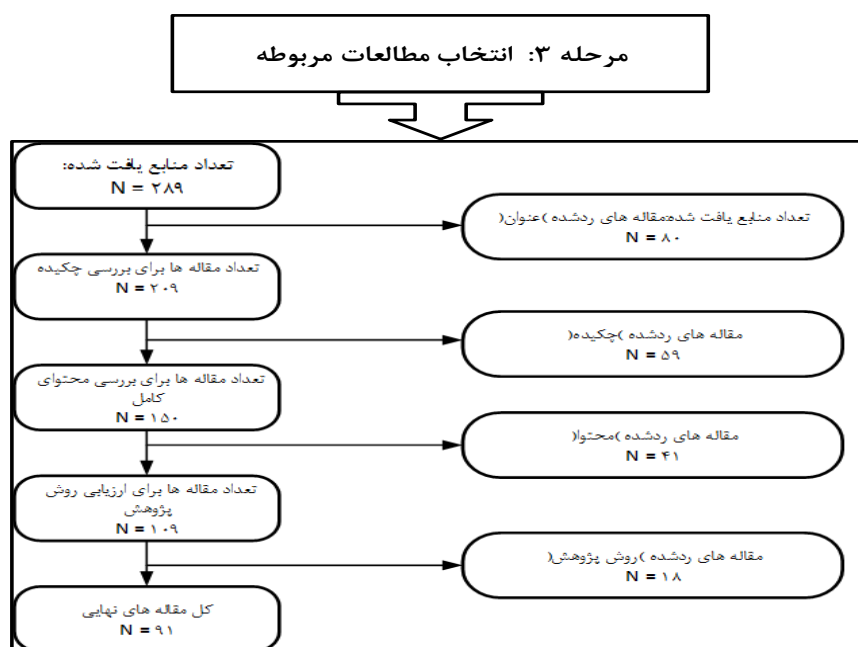 مرحله ۳: انتخاب مطالعات مربوطه
تعداد منابع یافت شده:
N = ۲۸۹
تعداد منابع یافت شده:مقاله های ردشده )عنوان(
N = ۸۰
تعداد مقاله ها برای بررسی چکیده
N = ۲۰۹
مقاله های ردشده )چکیده(
N = ۵۹
تعداد مقاله ها برای بررسی محتوای
کامل
N = ۱۵۰
مقاله های ردشده )محتوا(
N = ۴۱
تعداد مقاله ها برای ارزیابی روش
پژوهش
N = ۱۰۹
مقاله های ردشده )روش پژوهش(
N = ۱۸
کل مقاله های نهایی
N = ۹۱